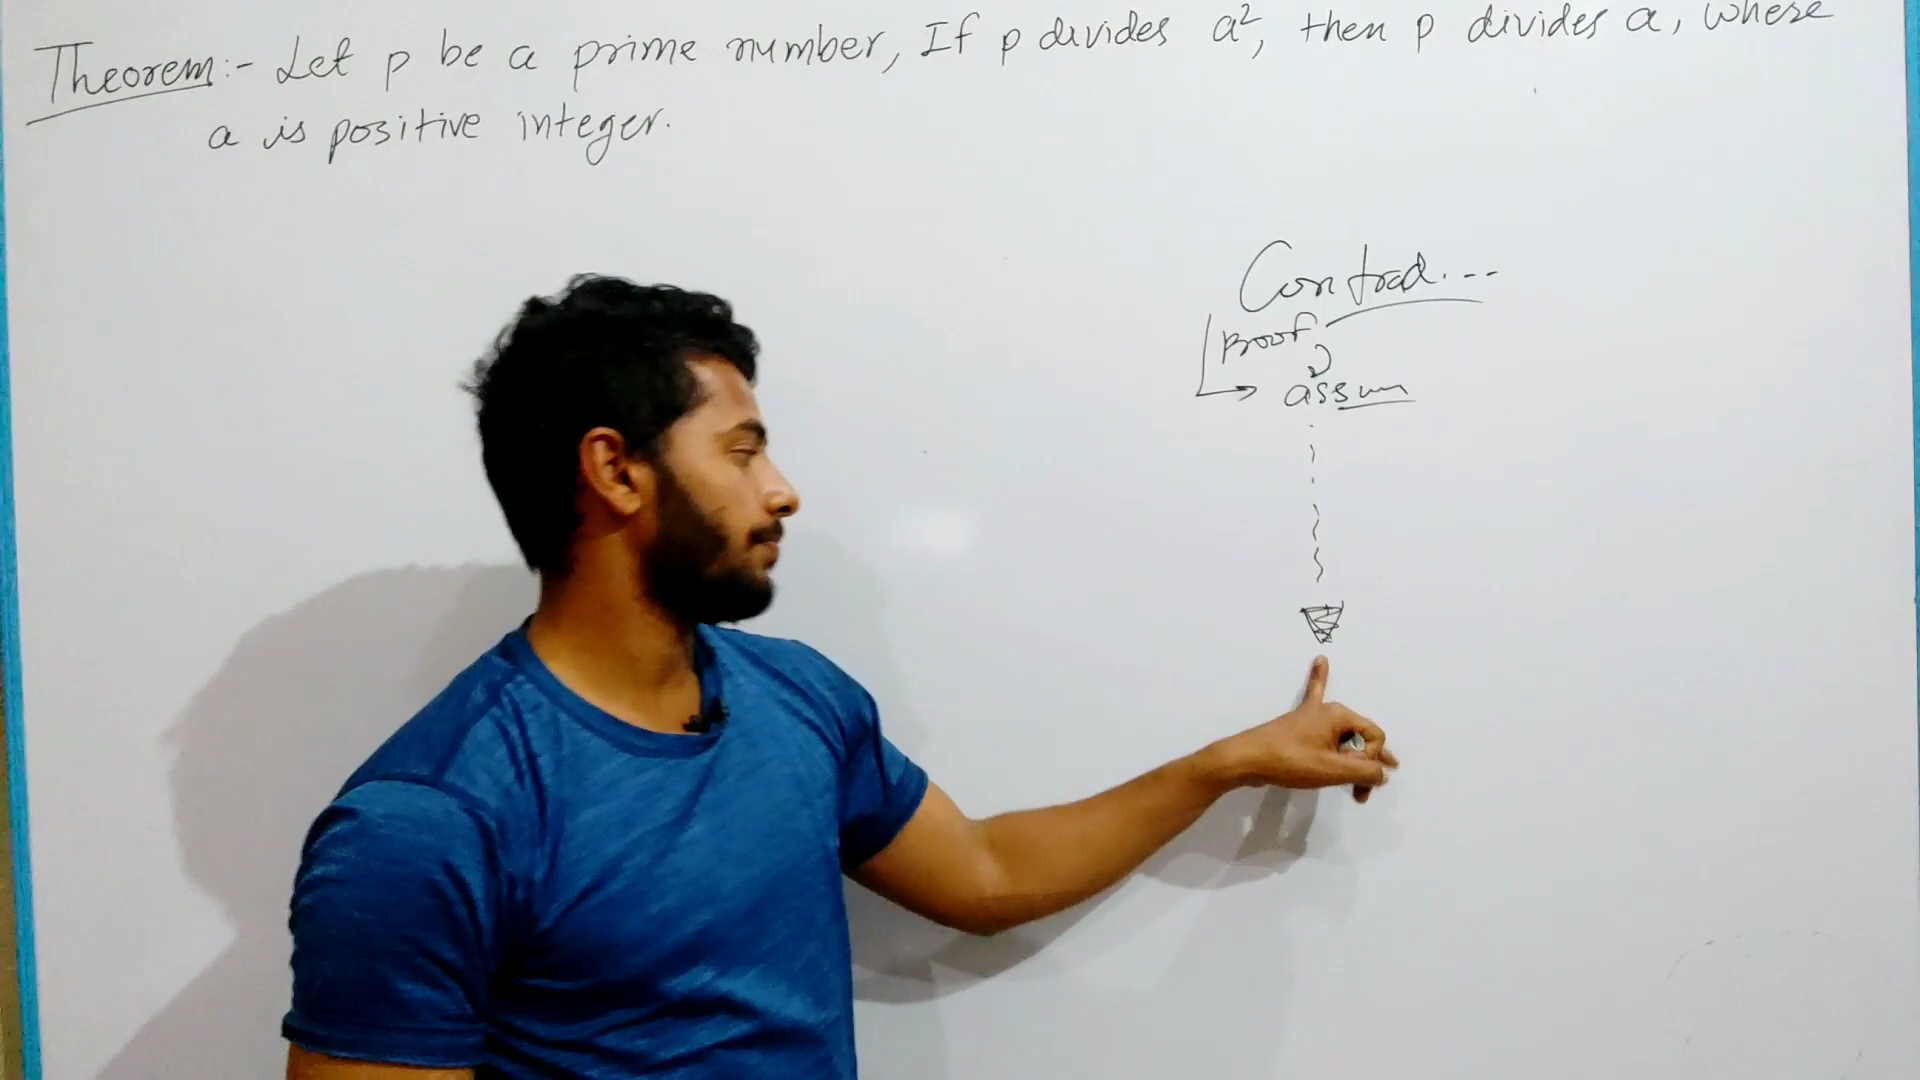 Theorem:- Let p be a prime number, If p divides a², then p divides a, where
a is positive integer.
Contrad....
Proof
assum